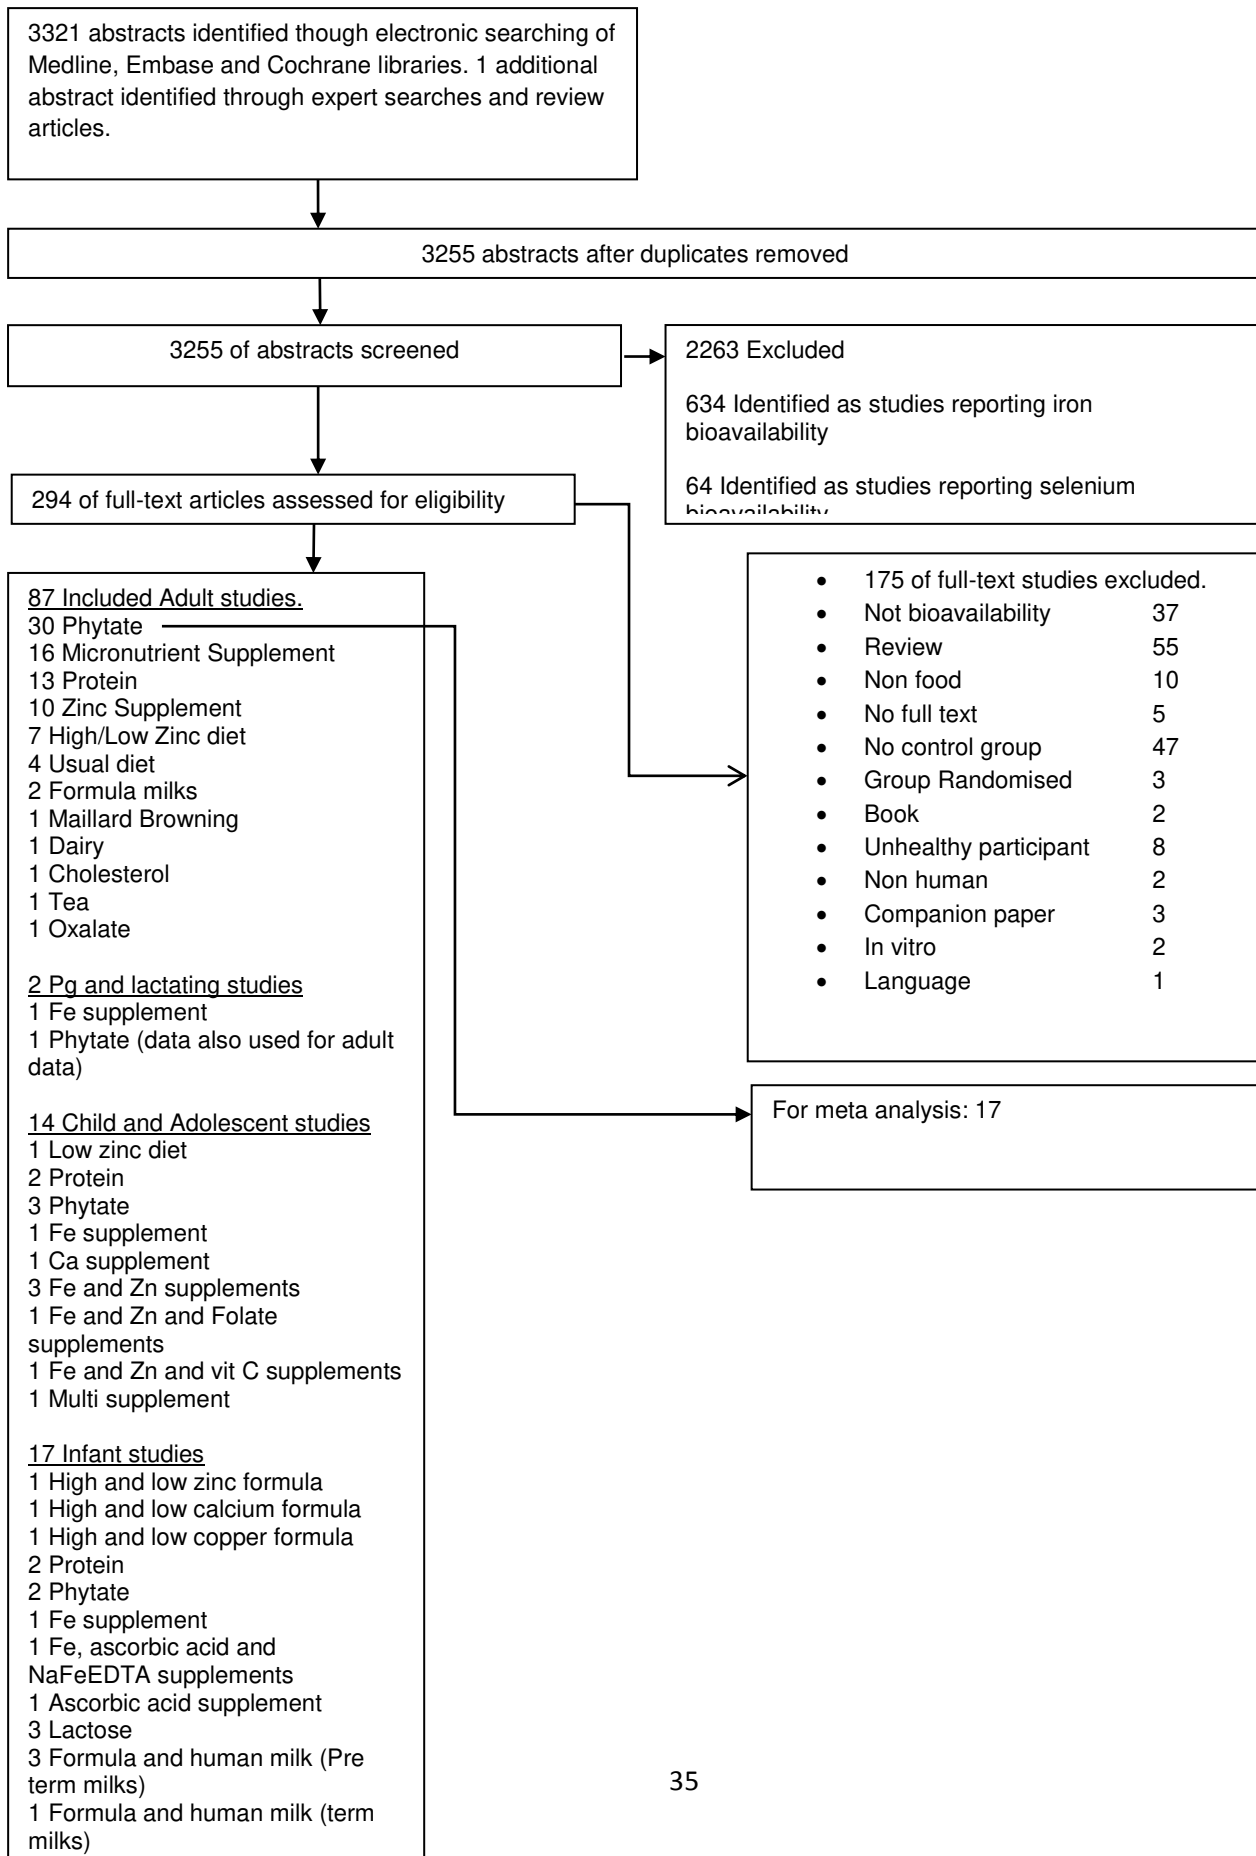 3321 abstracts identified though electronic searching of
Medline, Embase and Cochrane libraries. 1 additional
abstract identified through expert searches and review
articles.
3255 abstracts after duplicates removed
3255 of abstracts screened
2263 Excluded
634 Identified as studies reporting iron
bioavailability
64 Identified as studies reporting selenium
bioavailability
294 of full-text articles assessed for eligibility
• 175 of full-text studies excluded.
• Not bioavailability 37
• Review 55
• Non food 10
• No full text 5
• No control group 47
• Group Randomised 3
• Book 2
• Unhealthy participant 8
• Non human 2
• Companion paper 3
• In vitro 2
• Language 1
87 Included Adult studies.
30 Phytate
16 Micronutrient Supplement
13 Protein
10 Zinc Supplement
7 High/Low Zinc diet
4 Usual diet
2 Formula milks
1 Maillard Browning
1 Dairy
1 Cholesterol
1 Tea
1 Oxalate
2 Pg and lactating studies
1 Fe supplement
1 Phytate (data also used for adult
data)
14 Child and Adolescent studies
1 Low zinc diet
2 Protein
3 Phytate
1 Fe supplement
1 Ca supplement
3 Fe and Zn supplements
1 Fe and Zn and Folate
supplements
1 Fe and Zn and vit C supplements
1 Multi supplement
17 Infant studies
1 High and low zinc formula
1 High and low calcium formula
1 High and low copper formula
2 Protein
2 Phytate
1 Fe supplement
1 Fe, ascorbic acid and
NaFeEDTA supplements
1 Ascorbic acid supplement
3 Lactose
3 Formula and human milk (Pre
term milks)
1 Formula and human milk (term
milks)
For meta analysis: 17
35